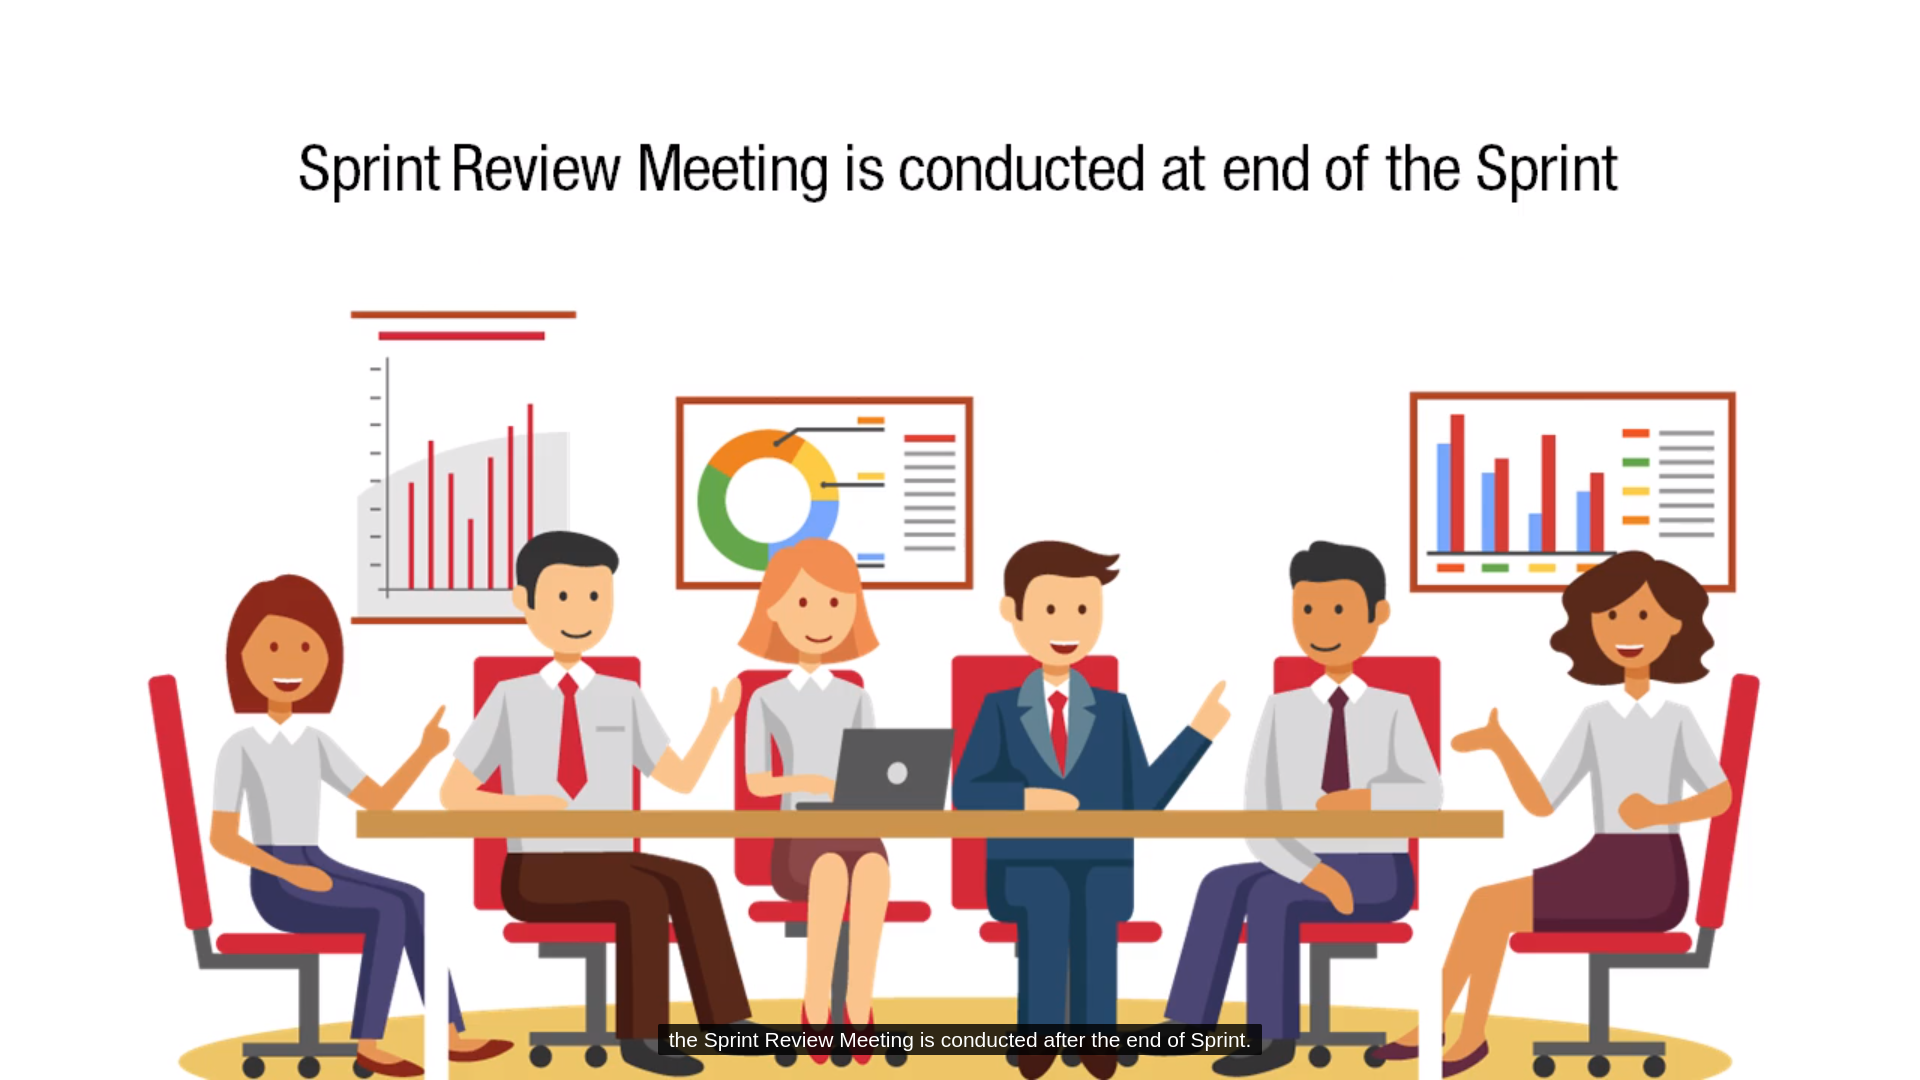 Sprint Review Meeting is conducted at end of the Sprint
the Sprint Review Meeting is conducted after the end of Sprint.